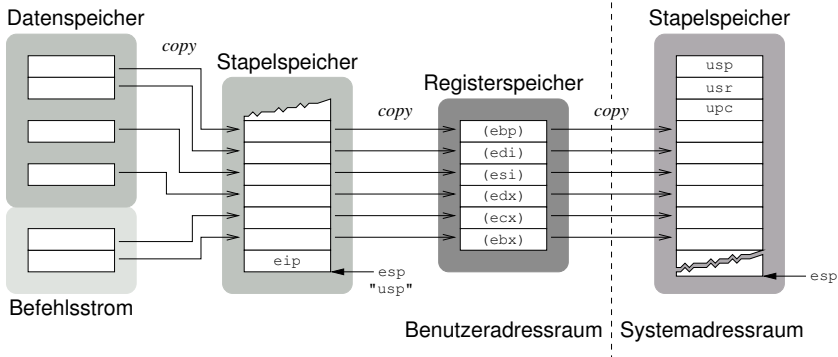 Datenspeicher
Stapelspeicher
copy
Stapelspeicher
Registerspeicher
usp
usr
upc
copy
copy
(ebp)
(edi)
(esi)
(edx)
(ecx)
(ebx)
eip
esp
"usp"
esp
Befehlsstrom
Benutzeradressraum
Systemadressraum